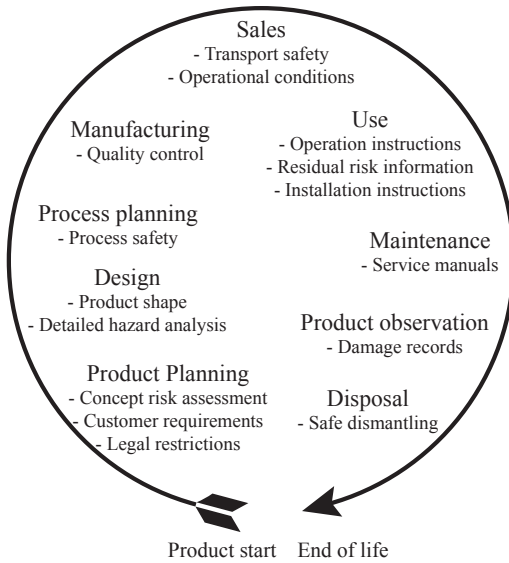 Sales
- Transport safety
- Operational conditions
Manufacturing
- Quality control
Use
- Operation instructions
- Residual risk information
- Installation instructions
Process planning
- Process safety
Maintenance
- Service manuals
Design
- Product shape
- Detailed hazard analysis
Product observation
- Damage records
Product Planning
- Concept risk assessment
- Customer requirements
- Legal restrictions
Disposal
- Safe dismantling
Product start
End of life